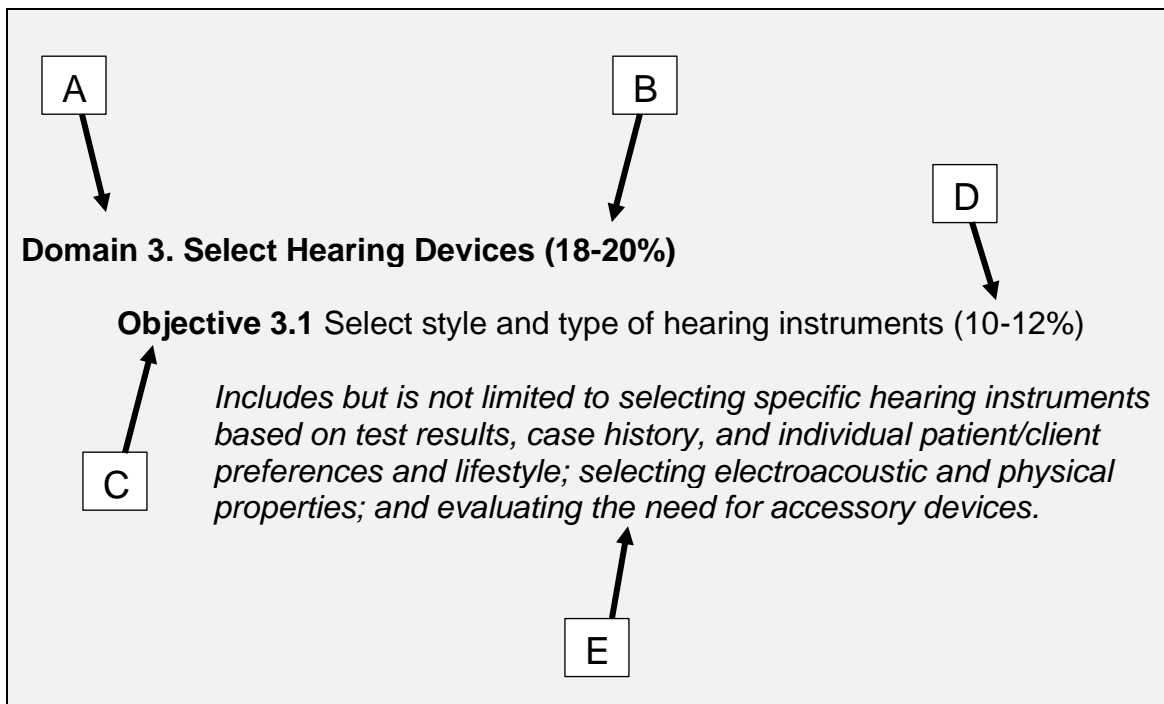 A
B
D
Domain 3. Select Hearing Devices (18-20%)
Objective 3.1 Select style and type of hearing instruments (10-12%)
Includes but is not limited to selecting specific hearing instruments
based on test results, case history, and individual patient/client
preferences and lifestyle; selecting electroacoustic and physical
properties; and evaluating the need for accessory devices.
C
E